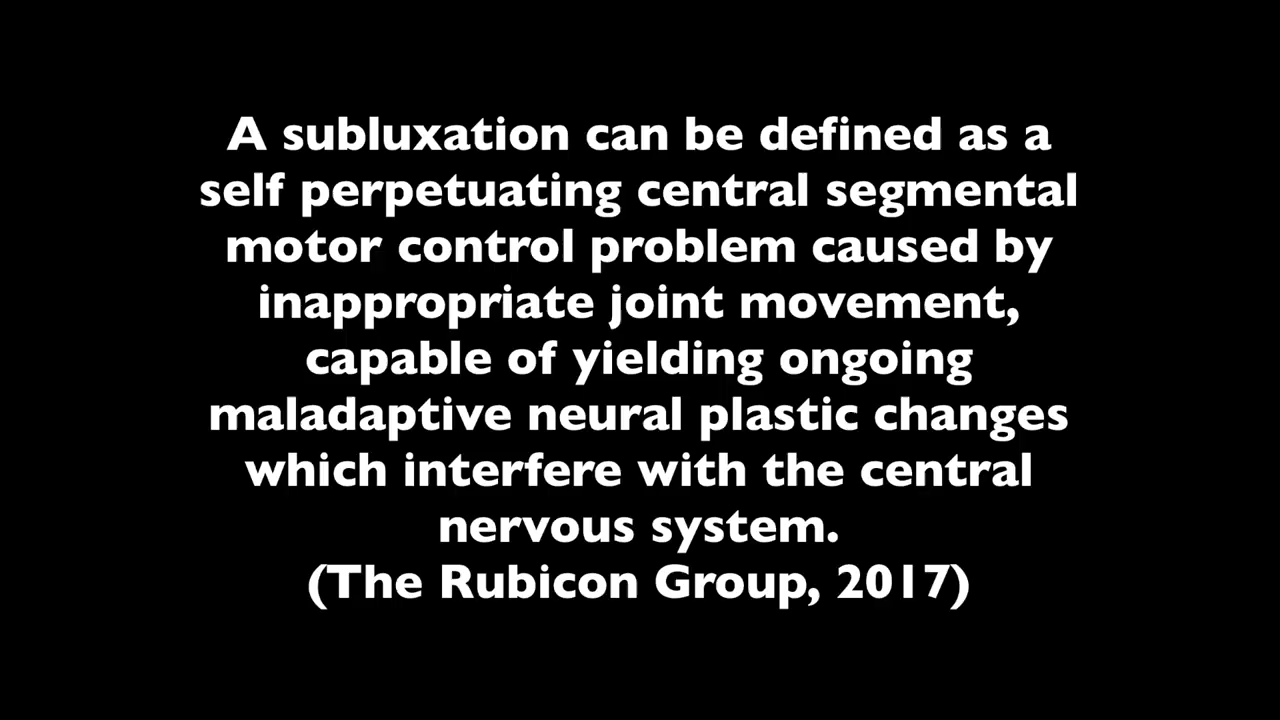 A subluxation can be defined as a
self perpetuating central segmental
motor control problem caused by
inappropriate joint movement,
capable of yielding ongoing
maladaptive neural plastic changes
which interfere with the central
nervous system.
(The Rubicon Group, 2017)